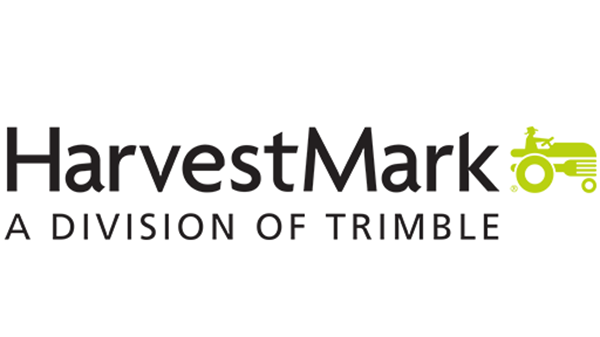 HarvestMark
®
A DIVISION OF TRIMBLE